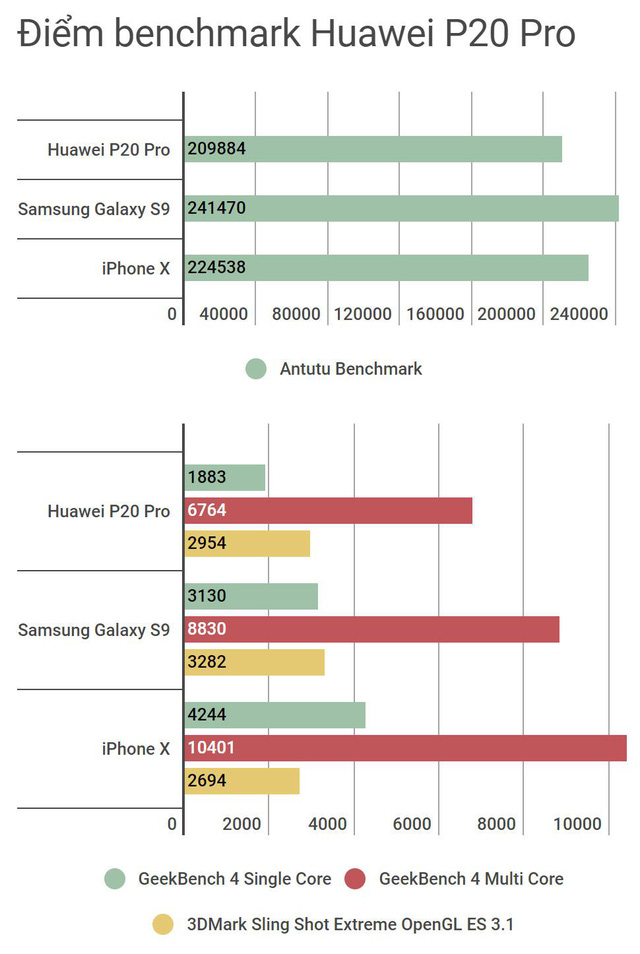 Điểm benchmark Huawei P20 Pro
Huawei P20 Pro 209884
Samsung Galaxy S9 241470
iPhone X 224538
0 40000 80000 120000 160000 200000 240000
Antutu Benchmark
1883
Huawei P20 Pro 6764
2954
3130
Samsung Galaxy S9 8830
3282
4244
iPhone X 10401
2694
0 2000 4000 6000 8000 10000
GeekBench 4 Single Core GeekBench 4 Multi Core
3DMark Sling Shot Extreme OpenGL ES 3.1